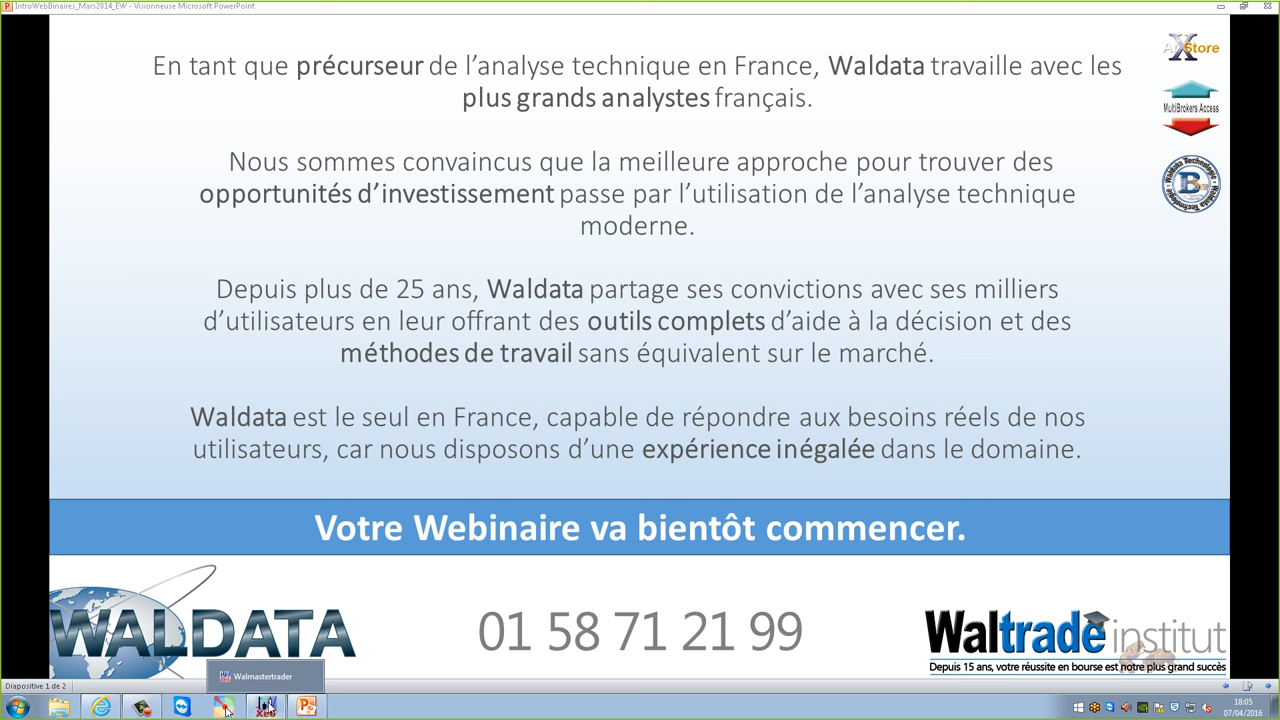 IntroWebBinaires_Mars2014_EW - Visionneuse Microsoft PowerPoint
En tant que précurseur de l'analyse technique en France, Waldata travaille avec les
plus grands analystes français.
Nous sommes convaincus que la meilleure approche pour trouver des
opportunités d'investissement passe par l'utilisation de l'analyse technique
moderne.
Depuis plus de 25 ans, Waldata partage ses convictions avec ses milliers
d'utilisateurs en leur offrant des outils complets d'aide à la décision et des
méthodes de travail sans équivalent sur le marché.
Waldata est le seul en France, capable de répondre aux besoins réels de nos
utilisateurs, car nous disposons d'une expérience inégalée dans le domaine.
Store
MultiBrokers Access
B
Votre Webinaire va bientôt commencer.
WALDATA
01 58 71 21 99
Waltrade institut
Depuis 15 ans, votre réussite en bourse est notre plus grand succès
Walmastertrader
Diapositive 1 de 2
18:05
07/04/2016